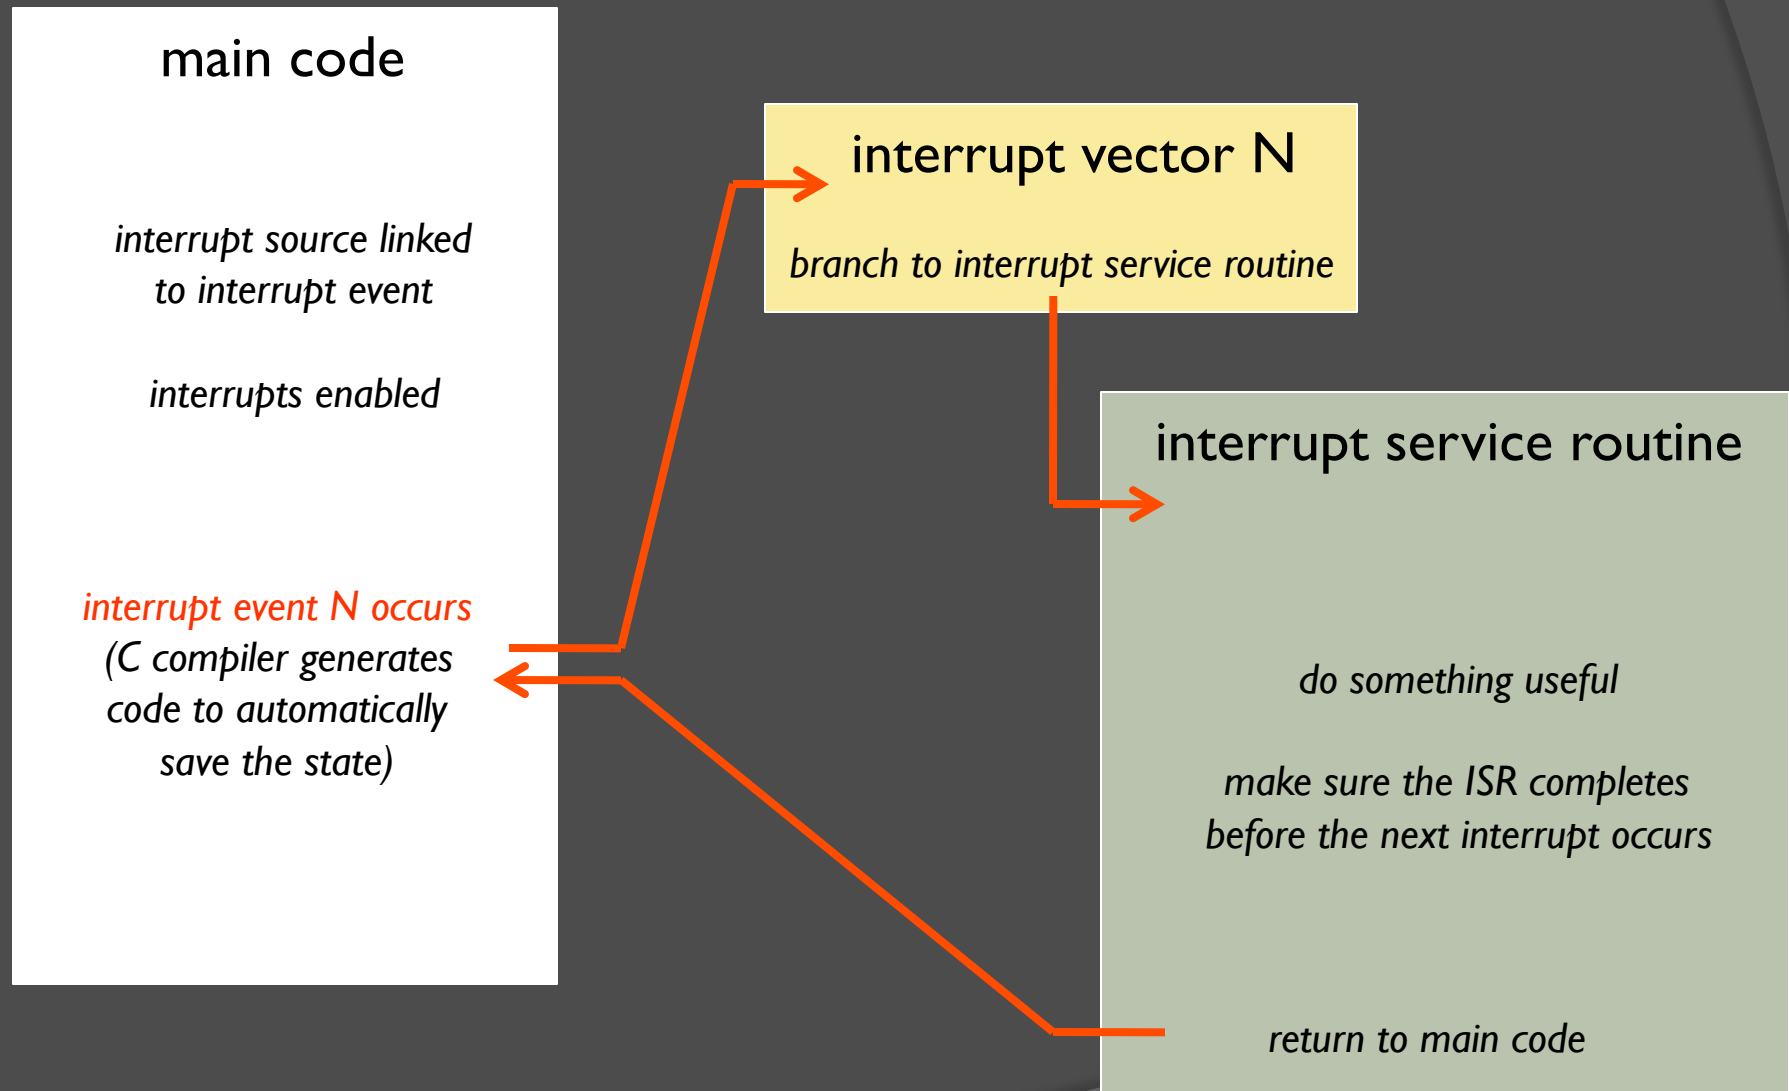 main code
interrupt source linked
to interrupt event
interrupts enabled
interrupt event N occurs
(C compiler generates
code to automatically
save the state)
interrupt vector N
branch to interrupt service routine
interrupt service routine
do something useful
make sure the ISR completes
before the next interrupt occurs
return to main code